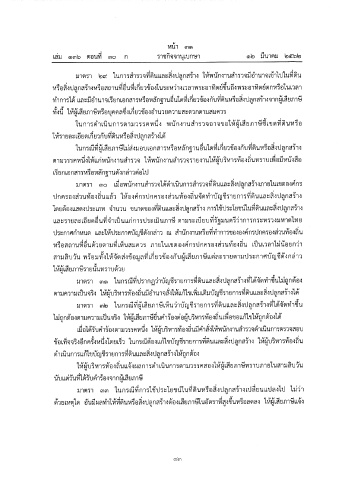 หน้า ๓๑
เล่ม ๑๓๖ ตอนที่ ๓๐ ก ราชกิจจานุเบกษา ๑๒ มีนาคม ๒๕๖๒
มาตรา ๒๙ ในการสำรวจที่ดินและสิ่งปลูกสร้าง ให้พนักงานสำรวจมีอำนาจเข้าไปในที่ดิน
หรือสิ่งปลูกสร้างหรือสถานที่อื่นที่เกี่ยวข้องในระหว่างเวลาพระอาทิตย์ขึ้นถึงพระอาทิตย์ตกหรือในเวลา
ทำการได้ และมีอำนาจเรียกเอกสารหรือหลักฐานอื่นใดที่เกี่ยวข้องกับที่ดินหรือสิ่งปลูกสร้างจากผู้เสียภาษี
ทั้งนี้ ให้ผู้เสียภาษีหรือบุคคลซึ่งเกี่ยวข้องอำนวยความสะดวกตามสมควร
ในการดำเนินการตามวรรคหนึ่ง พนักงานสำรวจอาจขอให้ผู้เสียภาษีชี้เขตที่ดินหรือ
ให้รายละเอียดเกี่ยวกับที่ดินหรือสิ่งปลูกสร้างได้
ในกรณีที่ผู้เสียภาษีไม่ส่งมอบเอกสารหรือหลักฐานอื่นใดที่เกี่ยวข้องกับที่ดินหรือสิ่งปลูกสร้าง
ตามวรรคหนึ่งให้แก่พนักงานสำรวจ ให้พนักงานสำรวจรายงานให้ผู้บริหารท้องถิ่นทราบเพื่อมีหนังสือ
เรียกเอกสารหรือหลักฐานดังกล่าวต่อไป
มาตรา ๓๐ เมื่อพนักงานสำรวจได้ดำเนินการสำรวจที่ดินและสิ่งปลูกสร้างภายในเขตองค์กร
ปกครองส่วนท้องถิ่นแล้ว ให้องค์กรปกครองส่วนท้องถิ่นจัดทำบัญชีรายการที่ดินและสิ่งปลูกสร้าง
โดยต้องแสดงประเภท จำนวน ขนาดของที่ดินและสิ่งปลูกสร้าง การใช้ประโยชน์ในที่ดินและสิ่งปลูกสร้าง
และรายละเอียดอื่นที่จำเป็นแก่การประเมินภาษี ตามระเบียบที่รัฐมนตรีว่าการกระทรวงมหาดไทย
ประกาศกำหนด และให้ประกาศบัญชีดังกล่าว ณ สำนักงานหรือที่ทำการขององค์กรปกครองส่วนท้องถิ่น
หรือสถานที่อื่นด้วยตามที่เห็นสมควร ภายในเขตองค์กรปกครองส่วนท้องถิ่น เป็นเวลาไม่น้อยกว่า
สามสิบวัน พร้อมทั้งให้จัดส่งข้อมูลที่เกี่ยวข้องกับผู้เสียภาษีแต่ละรายตามประกาศบัญชีดังกล่าว
ให้ผู้เสียภาษีรายนั้นทราบด้วย
มาตรา ๓๑ ในกรณีที่ปรากฏว่าบัญชีรายการที่ดินและสิ่งปลูกสร้างที่ได้จัดทำขึ้นไม่ถูกต้อง
ตามความเป็นจริง ให้ผู้บริหารท้องถิ่นมีอำนาจสั่งให้แก้ไขเพิ่มเติมบัญชีรายการที่ดินและสิ่งปลูกสร้างได้
มาตรา ๓๒ ในกรณีที่ผู้เสียภาษีเห็นว่าบัญชีรายการที่ดินและสิ่งปลูกสร้างที่ได้จัดทำขึ้น
ไม่ถูกต้องตามความเป็นจริง ให้ผู้เสียภาษียื่นคำร้องต่อผู้บริหารท้องถิ่นเพื่อขอแก้ไขให้ถูกต้องได้
เมื่อได้รับคำร้องตามวรรคหนึ่ง ให้ผู้บริหารท้องถิ่นมีคำสั่งให้พนักงานสำรวจดำเนินการตรวจสอบ
ข้อเท็จจริงอีกครั้งหนึ่งโดยเร็ว ในกรณีต้องแก้ไขบัญชีรายการที่ดินและสิ่งปลูกสร้าง ให้ผู้บริหารท้องถิ่น
ดำเนินการแก้ไขบัญชีรายการที่ดินและสิ่งปลูกสร้างให้ถูกต้อง
ให้ผู้บริหารท้องถิ่นแจ้งผลการดำเนินการตามวรรคสองให้ผู้เสียภาษีทราบภายในสามสิบวัน
นับแต่วันที่ได้รับคำร้องจากผู้เสียภาษี
มาตรา ๓๓ ในกรณีที่การใช้ประโยชน์ในที่ดินหรือสิ่งปลูกสร้างเปลี่ยนแปลงไป ไม่ว่า
ด้วยเหตุใด อันมีผลทำให้ที่ดินหรือสิ่งปลูกสร้างต้องเสียภาษีในอัตราที่สูงขึ้นหรือลดลง ให้ผู้เสียภาษีแจ้ง